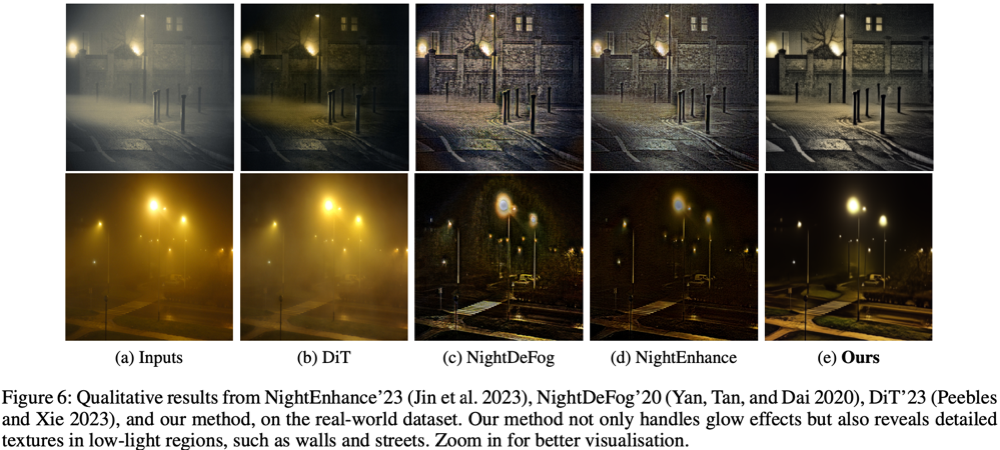 (a) Inputs
(b) DiT
(c) NightDeFog
(d) NightEnhance
(e) Ours
Figure 6: Qualitative results from NightEnhance’23 (Jin et al. 2023), NightDeFog’20 (Yan, Tan, and Dai 2020), DiT’23 (Peebles
and Xie 2023), and our method, on the real-world dataset. Our method not only handles glow effects but also reveals detailed
textures in low-light regions, such as walls and streets. Zoom in for better visualisation.